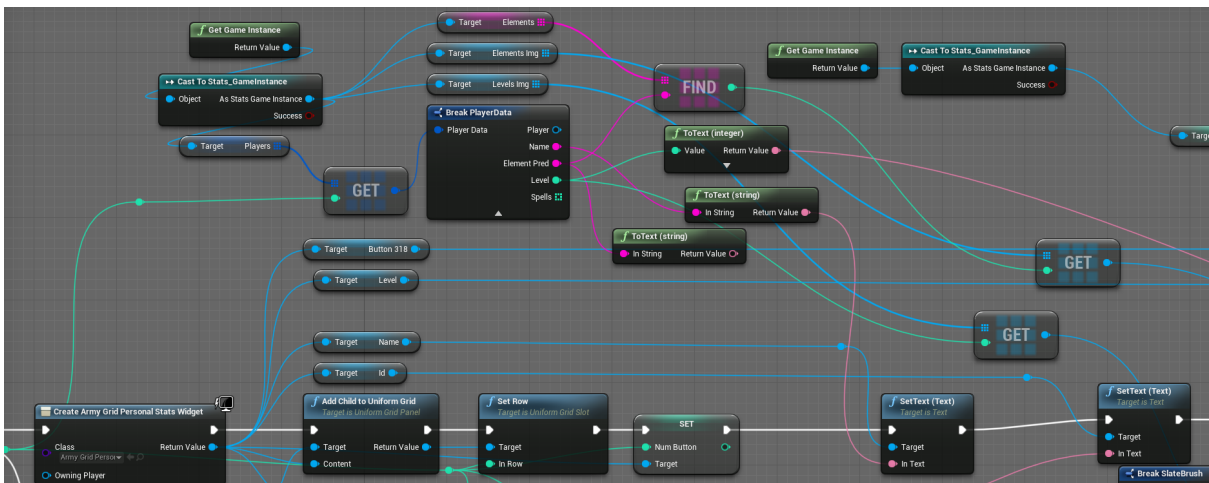 Get Game Instance
Return Value
Cast To Stats_GameInstance
Object
As Stats Game Instance
Success
Target
Players
GET
Target
Elements
Target
Elements Img
Target
Levels Img
Break PlayerData
Player Data
Player
Name
Element Pred
Level
Spells
FIND
ToText (integer)
Value
Return Value
ToText (string)
In String
Return Value
ToText (string)
In String
Return Value
Get Game Instance
Return Value
Cast To Stats_GameInstance
Object
As Stats Game Instance
Success
GET
GET
Target
Button 318
Target
Level
Target
Name
Target
Id
Create Army Grid Personal Stats Widget
Class
Return Value
Army Grid Person
Owning Player
Add Child to Uniform Grid
Target is Uniform Grid Panel
Target
Return Value
Content
Set Row
Target is Uniform Grid Slot
Target
In Row
SET
Num Button
Target
SetText (Text)
Target is Text
Target
In Text
SetText (Text)
Target is Text
Target
In Text
Break SlateBrush